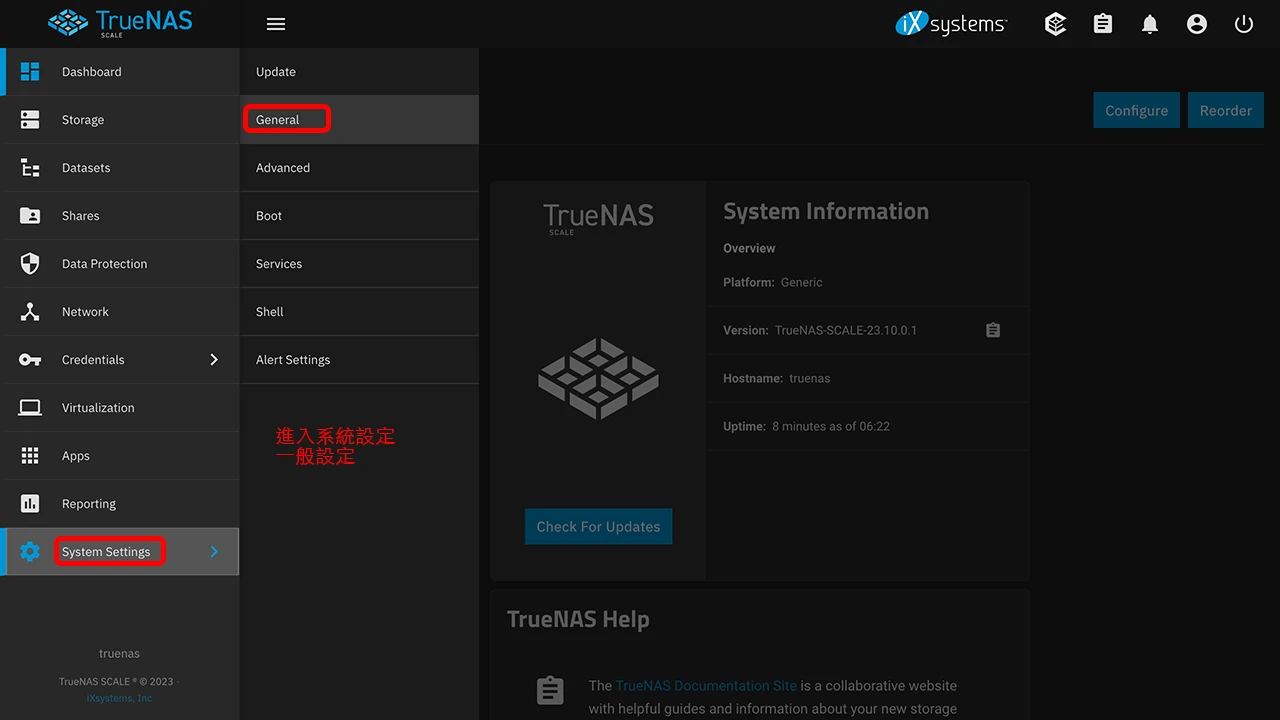 TrueNAS
SCALE
iXsystems
Dashboard
Storage
Datasets
Shares
Data Protection
Network
Credentials
Virtualization
Apps
Reporting
System Settings
truenas
TrueNAS SCALE ® © 2023 -
iXsystems, Inc
Update
General
Advanced
Boot
Services
Shell
Alert Settings
進入系統設定
一般設定
Configure
Reorder
TrueNAS
SCALE
Check For Updates
System Information
Overview
Platform: Generic
Version: TrueNAS-SCALE-23.10.0.1
Hostname: truenas
Uptime: 8 minutes as of 06:22
TrueNAS Help
The TrueNAS Documentation Site is a collaborative website
with helpful guides and information about your new storage